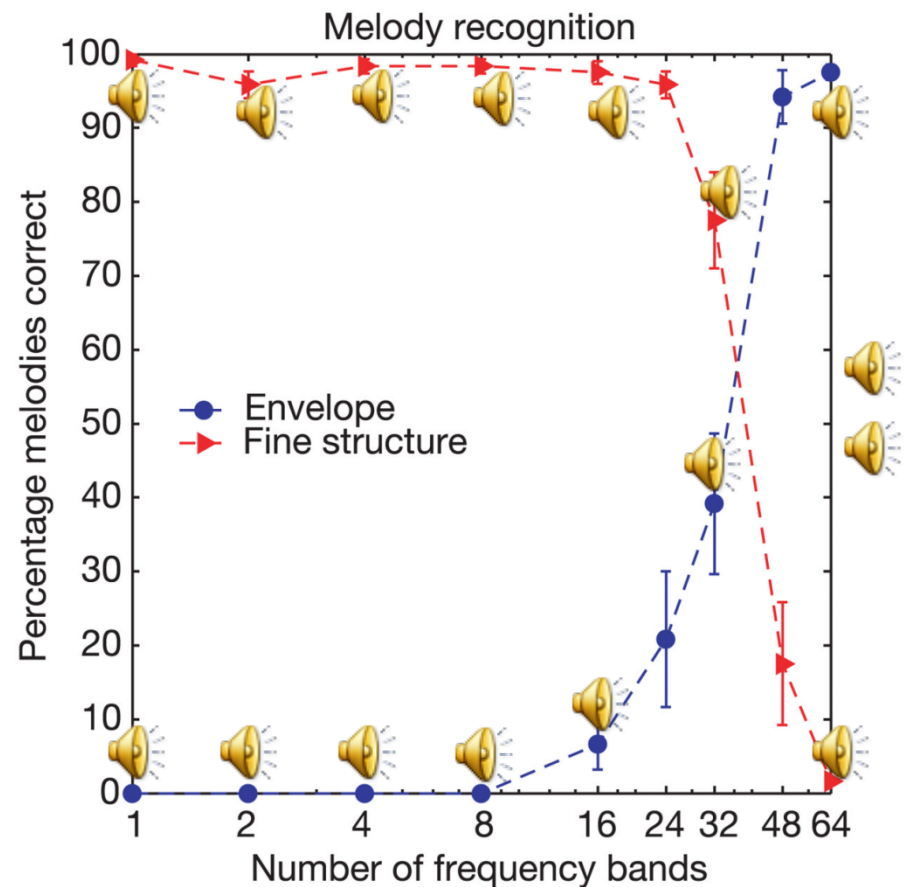 Melody recognition
Percentage melodies correct
100
90
80
70
60
50
40
30
20
10
0
Envelope
Fine structure
1 2 4 8 16 24 32 48 64
Number of frequency bands